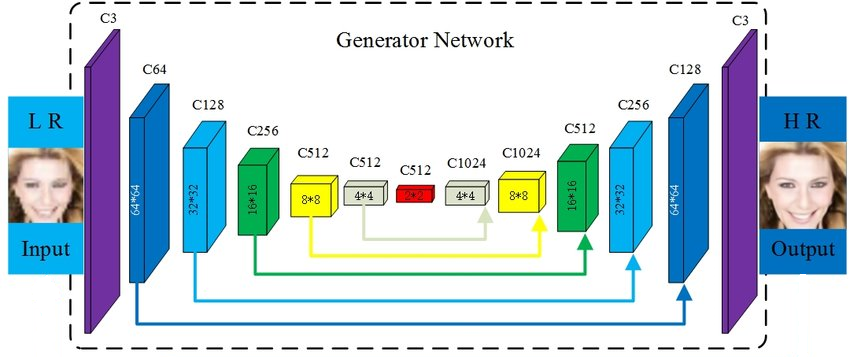 Generator Network
C3
C64
C128
C256
C512
C512
C512
C1024
C1024
C512
C256
C128
C3
L R
Input
64*64
32*32
16*16
8*8
4*4
2*2
4*4
8*8
16*16
32*32
64*64
H R
Output